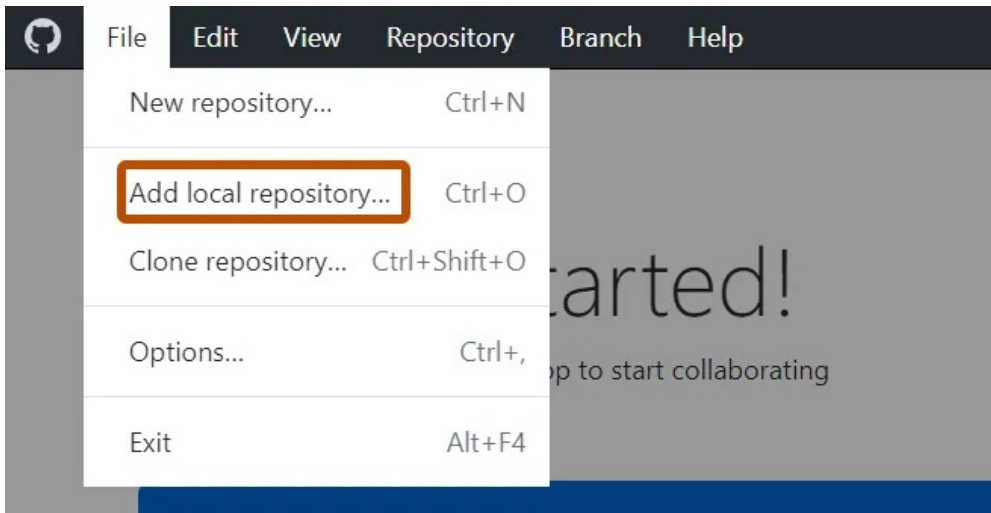 File Edit View Repository Branch Help
New repository... Ctrl+N
Add local repository... Ctrl+O
Clone repository... Ctrl+Shift+O
arted!
Options... Ctrl+,
to start collaborating
Exit Alt+F4